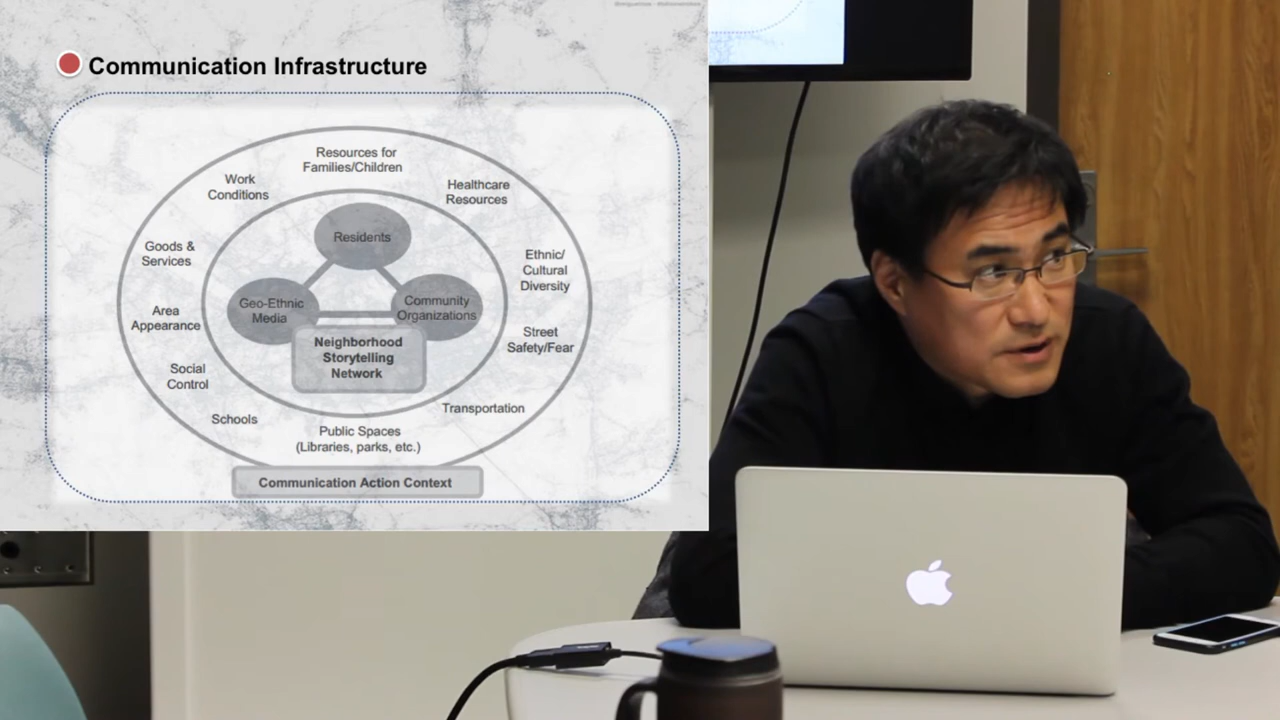 Communication Infrastructure
Resources for
Families/Children
Work
Conditions
Healthcare
Resources
Residents
Goods &
Services
Ethnic/
Cultural
Diversity
Geo-Ethnic
Media
Community
Organizations
Area
Appearance
Street
Safety/Fear
Neighborhood
Storytelling
Network
Social
Control
Schools
Transportation
Public Spaces
(Libraries, parks, etc.)
Communication Action Context